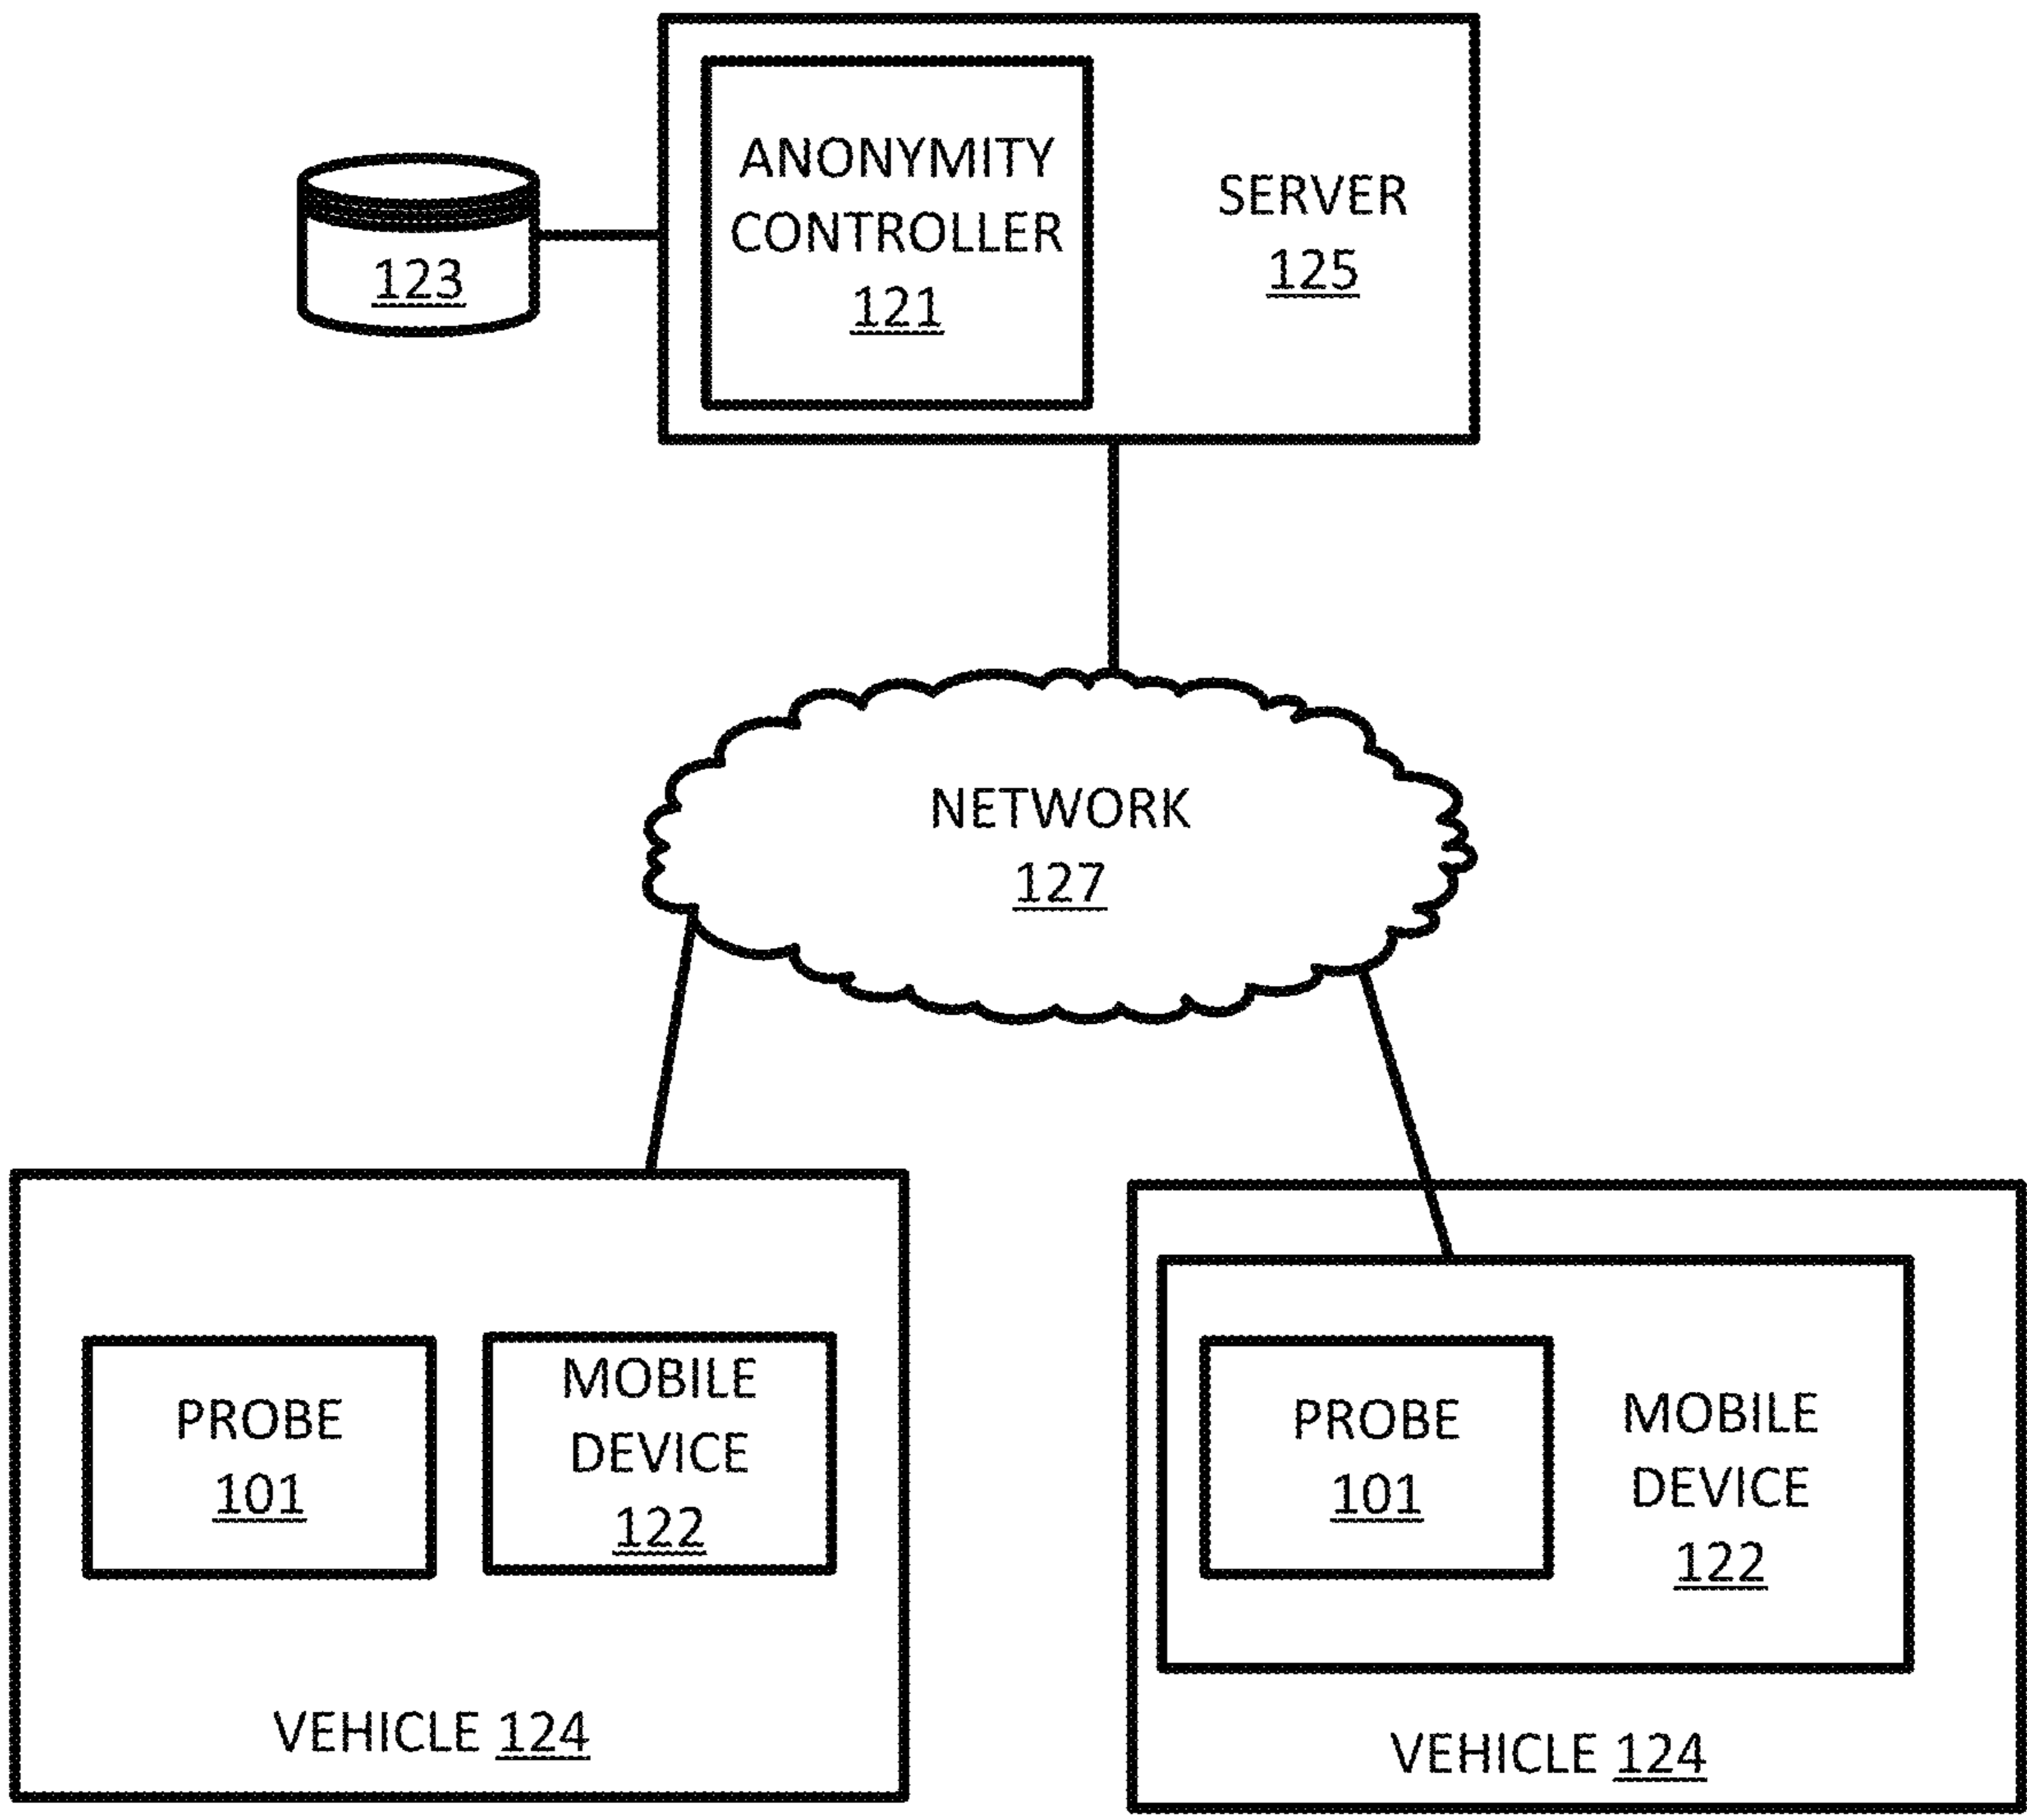 ANONYMITY
CONTROLLER
121
SERVER
125
123
NETWORK
127
PROBE
101
MOBILE
DEVICE
122
VEHICLE 124
PROBE
101
MOBILE
DEVICE
122
VEHICLE 124